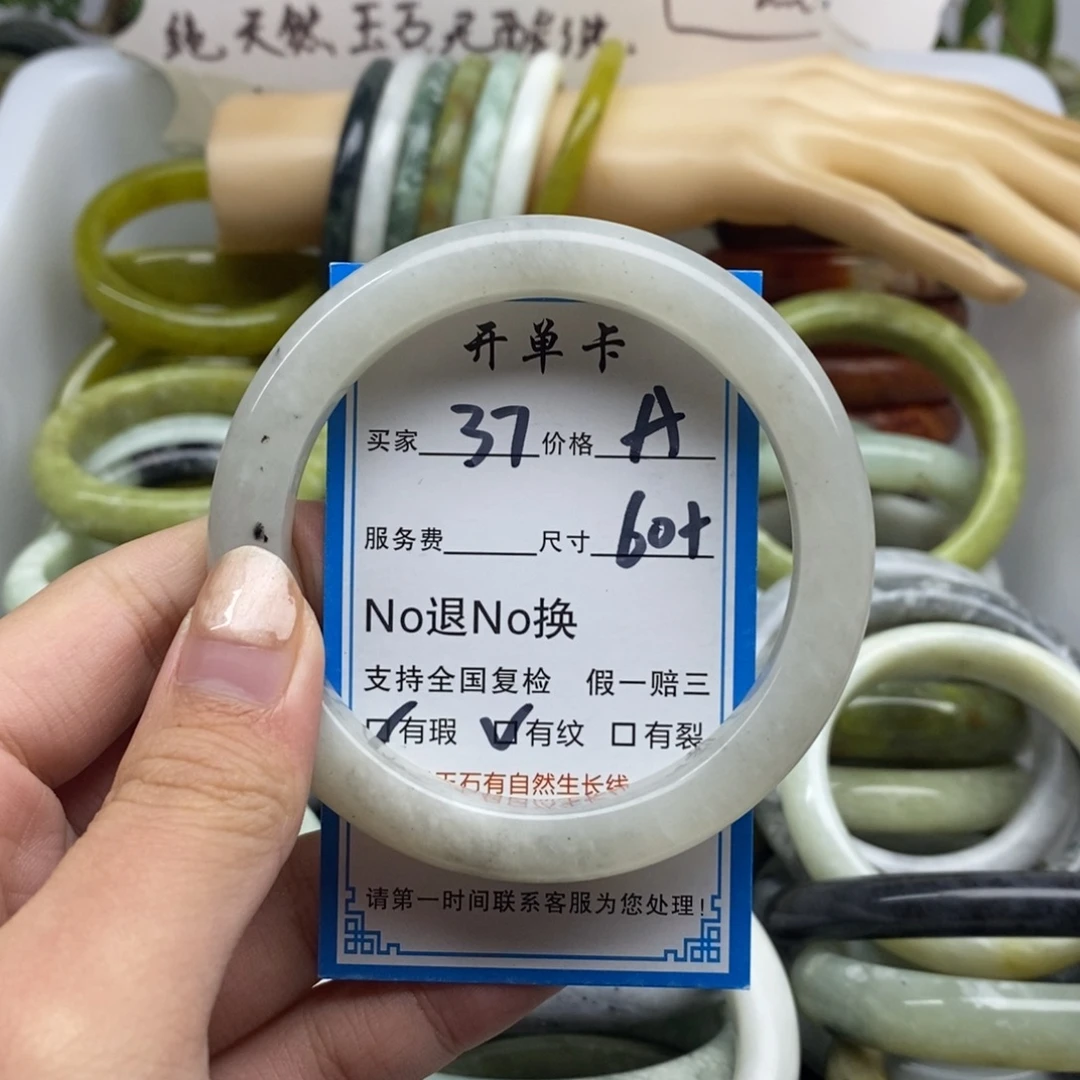 纯天然玉石无酸洗.
开单卡
买家 37 价格 A
服务费 尺寸 60+
No退No换
支持全国复检 假一赔三
☑有瑕 ☑有纹 □有裂
玉石有自然生长线
请第一时间联系客服为您处理!